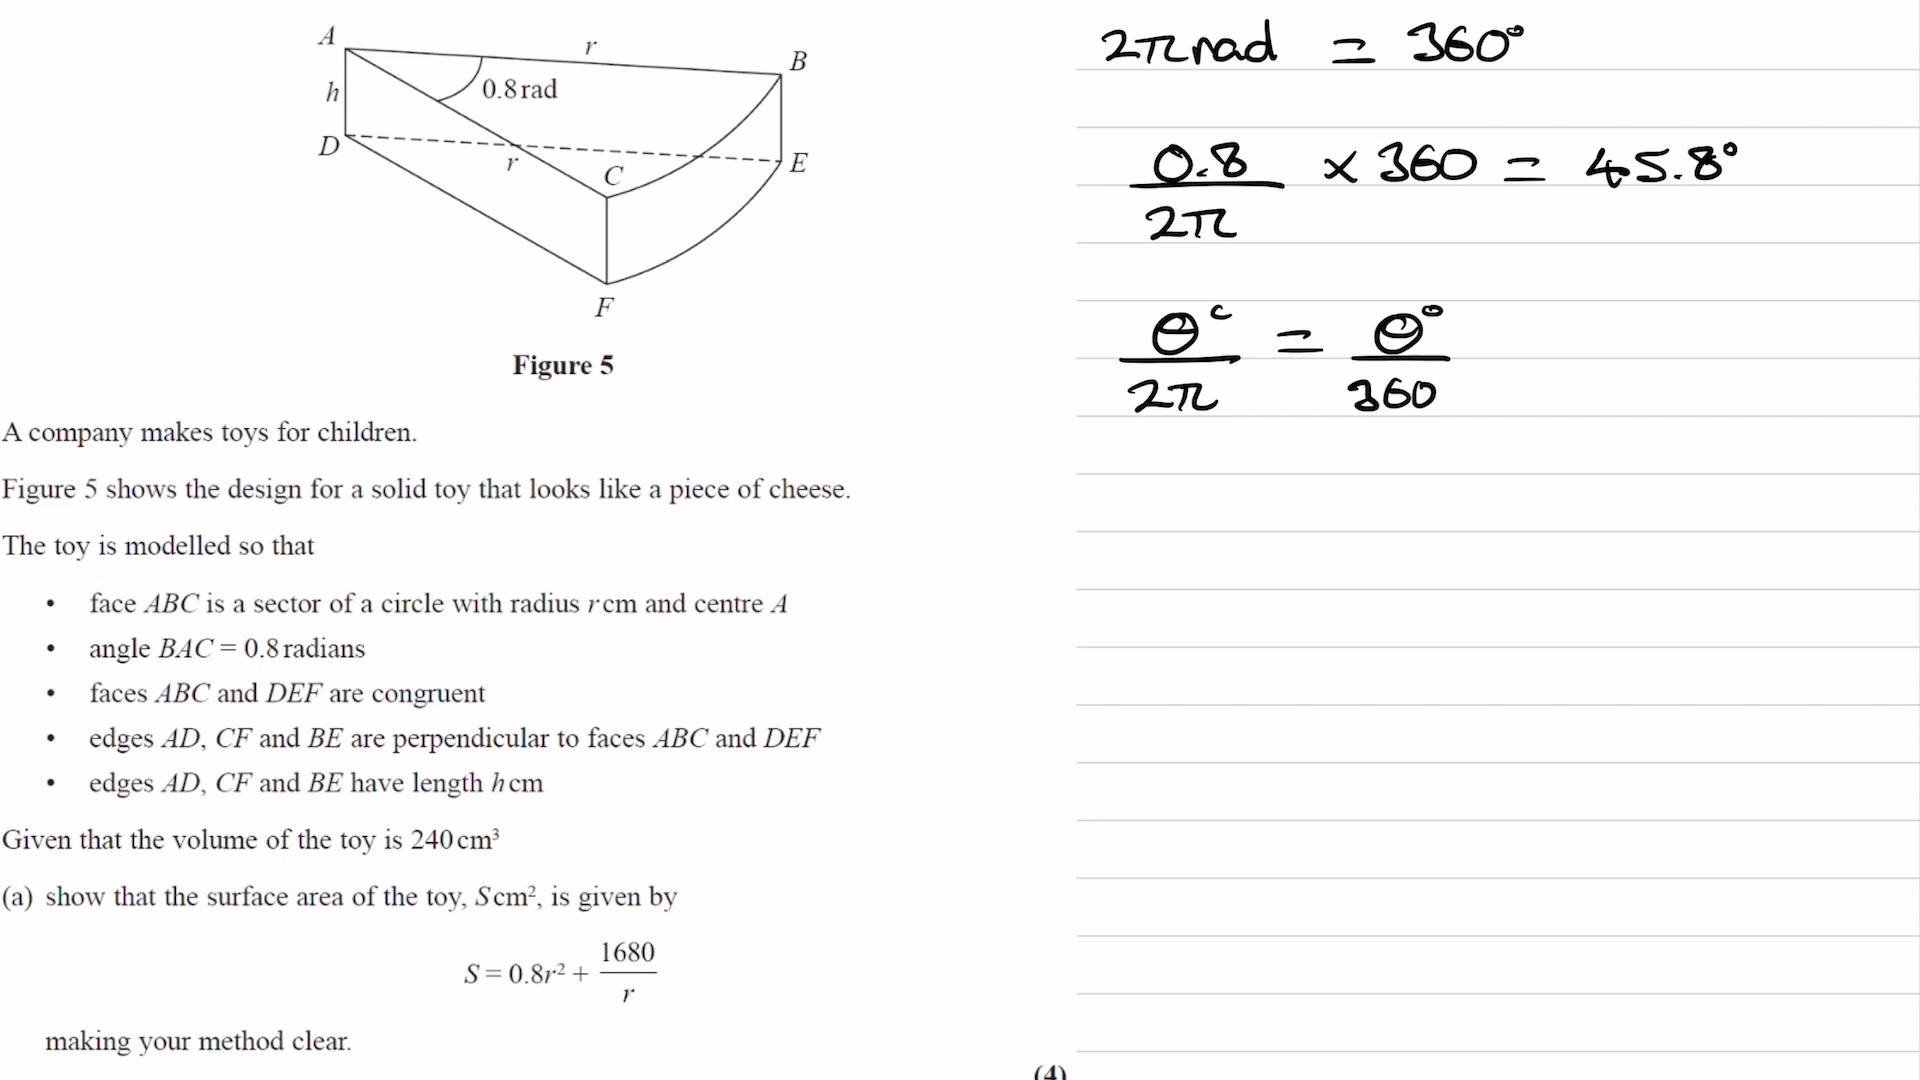 A
r
B
h
0.8 rad
D
r
C
E
F
Figure 5
A company makes toys for children.
Figure 5 shows the design for a solid toy that looks like a piece of cheese.
The toy is modelled so that
• face ABC is a sector of a circle with radius r cm and centre A
• angle BAC = 0.8 radians
• faces ABC and DEF are congruent
• edges AD, CF and BE are perpendicular to faces ABC and DEF
• edges AD, CF and BE have length h cm
Given that the volume of the toy is 240 cm³
(a) show that the surface area of the toy, S cm², is given by
S = 0.8r² + 1680/r
making your method clear.
(4)
2π rad = 360°
0.8/2π × 360 = 45.8°
θᶜ/2π = θ°/360